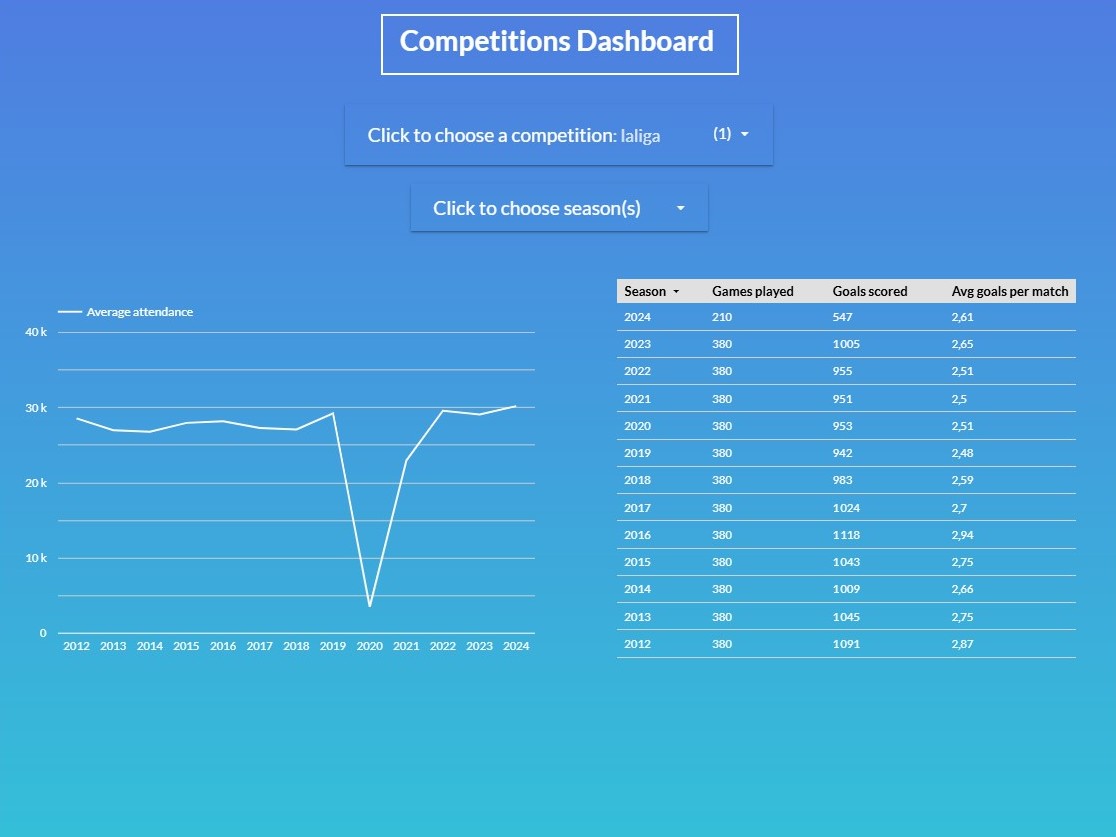 Competitions Dashboard
Click to choose a competition: laliga (1)
Click to choose season(s)
Average attendance
40 k
30 k
20 k
10 k
0
2012 2013 2014 2015 2016 2017 2018 2019 2020 2021 2022 2023 2024
Season Games played Goals scored Avg goals per match
2024 210 547 2,61
2023 380 1005 2,65
2022 380 955 2,51
2021 380 951 2,5
2020 380 953 2,51
2019 380 942 2,48
2018 380 983 2,59
2017 380 1024 2,7
2016 380 1118 2,94
2015 380 1043 2,75
2014 380 1009 2,66
2013 380 1045 2,75
2012 380 1091 2,87